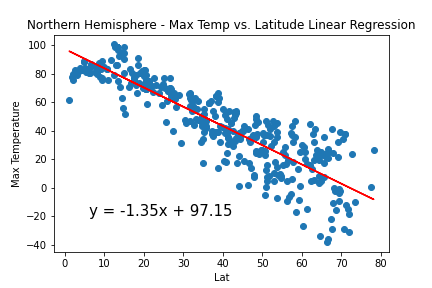 Northern Hemisphere - Max Temp vs. Latitude Linear Regression
100
80
60
40
20
0
−20
−40
Max Temperature
y = -1.35x + 97.15
0 10 20 30 40 50 60 70 80
Lat